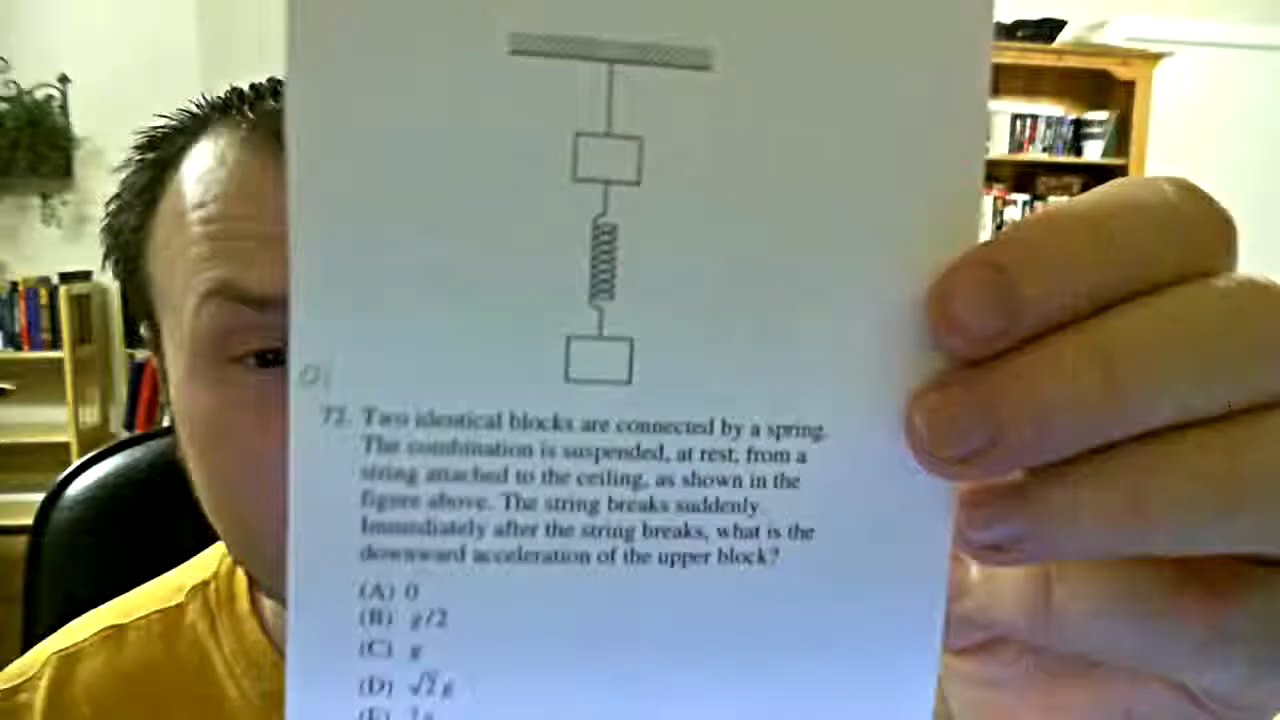 72. Two identical blocks are connected by a spring.
The combination is suspended, at rest, from a
string attached to the ceiling, as shown in the
figure above. The string breaks suddenly.
Immediately after the string breaks, what is the
downward acceleration of the upper block?
(A) 0
(B) g/2
(C) g
(D) √2 g
(E) 2g